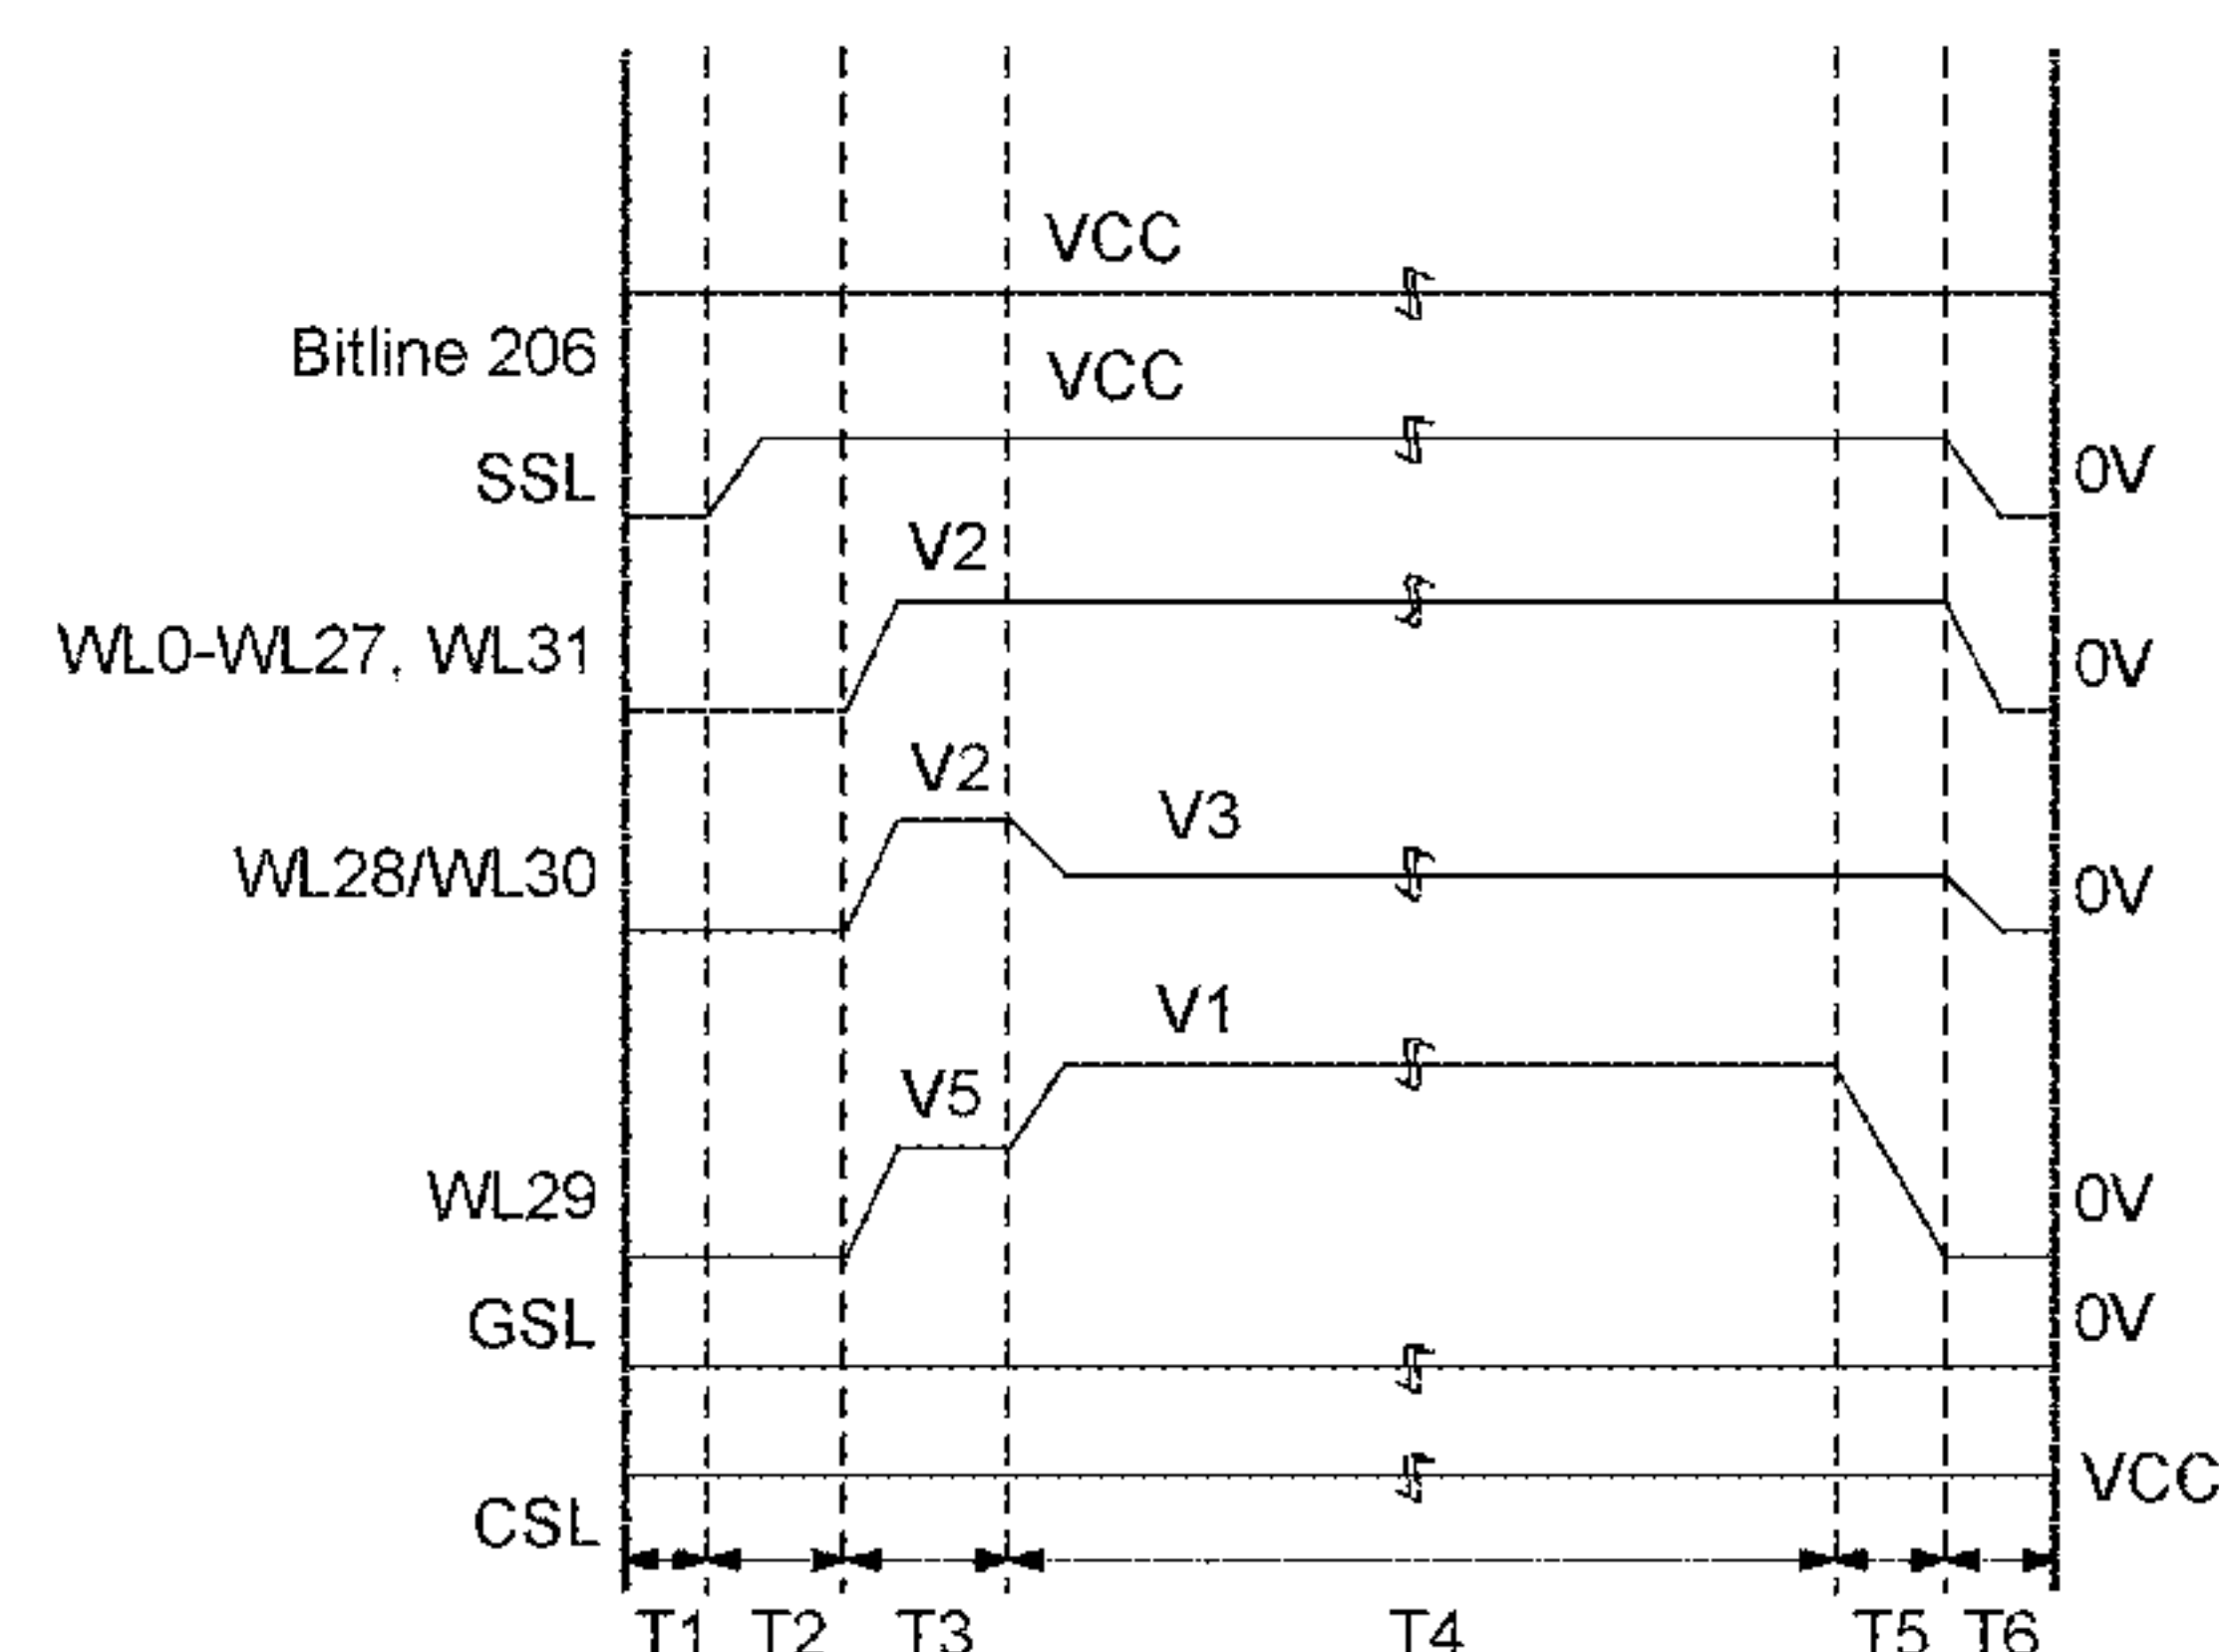 VCC
Bitline 206
VCC
SSL
0V
V2
WL0-WL27, WL31
0V
V2
V3
WL28/WL30
0V
V1
V5
WL29
0V
GSL
0V
VCC
CSL
T1 T2 T3 T4 T5 T6